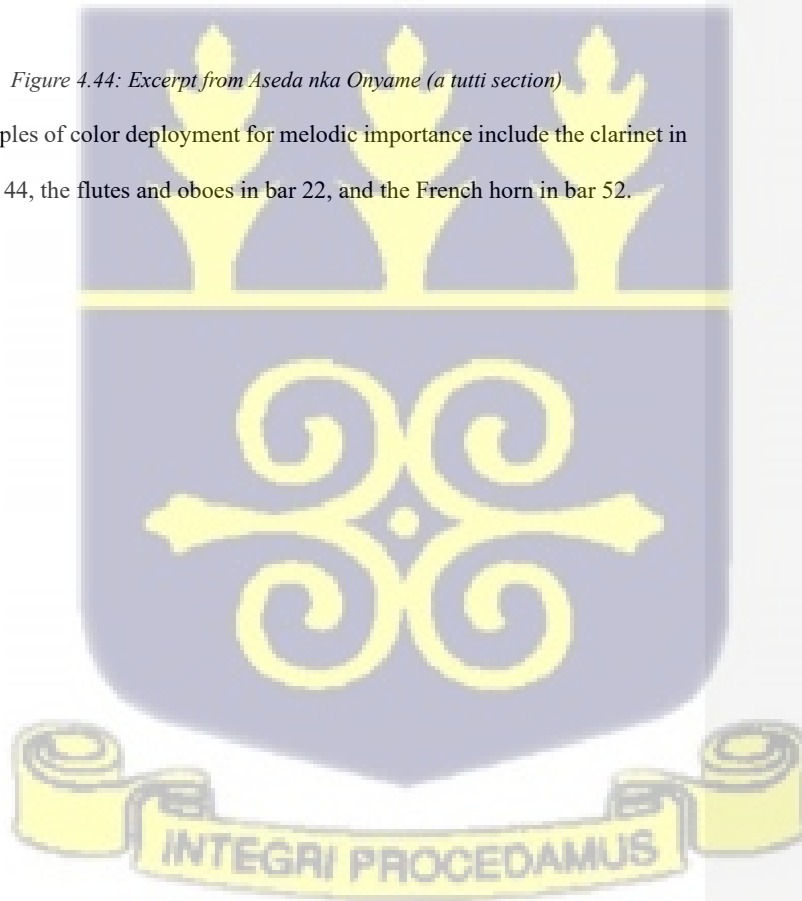 Figure 4.44: Excerpt from Aseda nka Onyame (a tutti section)
ples of color deployment for melodic importance include the clarinet in
44, the flutes and oboes in bar 22, and the French horn in bar 52.
INTEGRI PROCEDAMUS